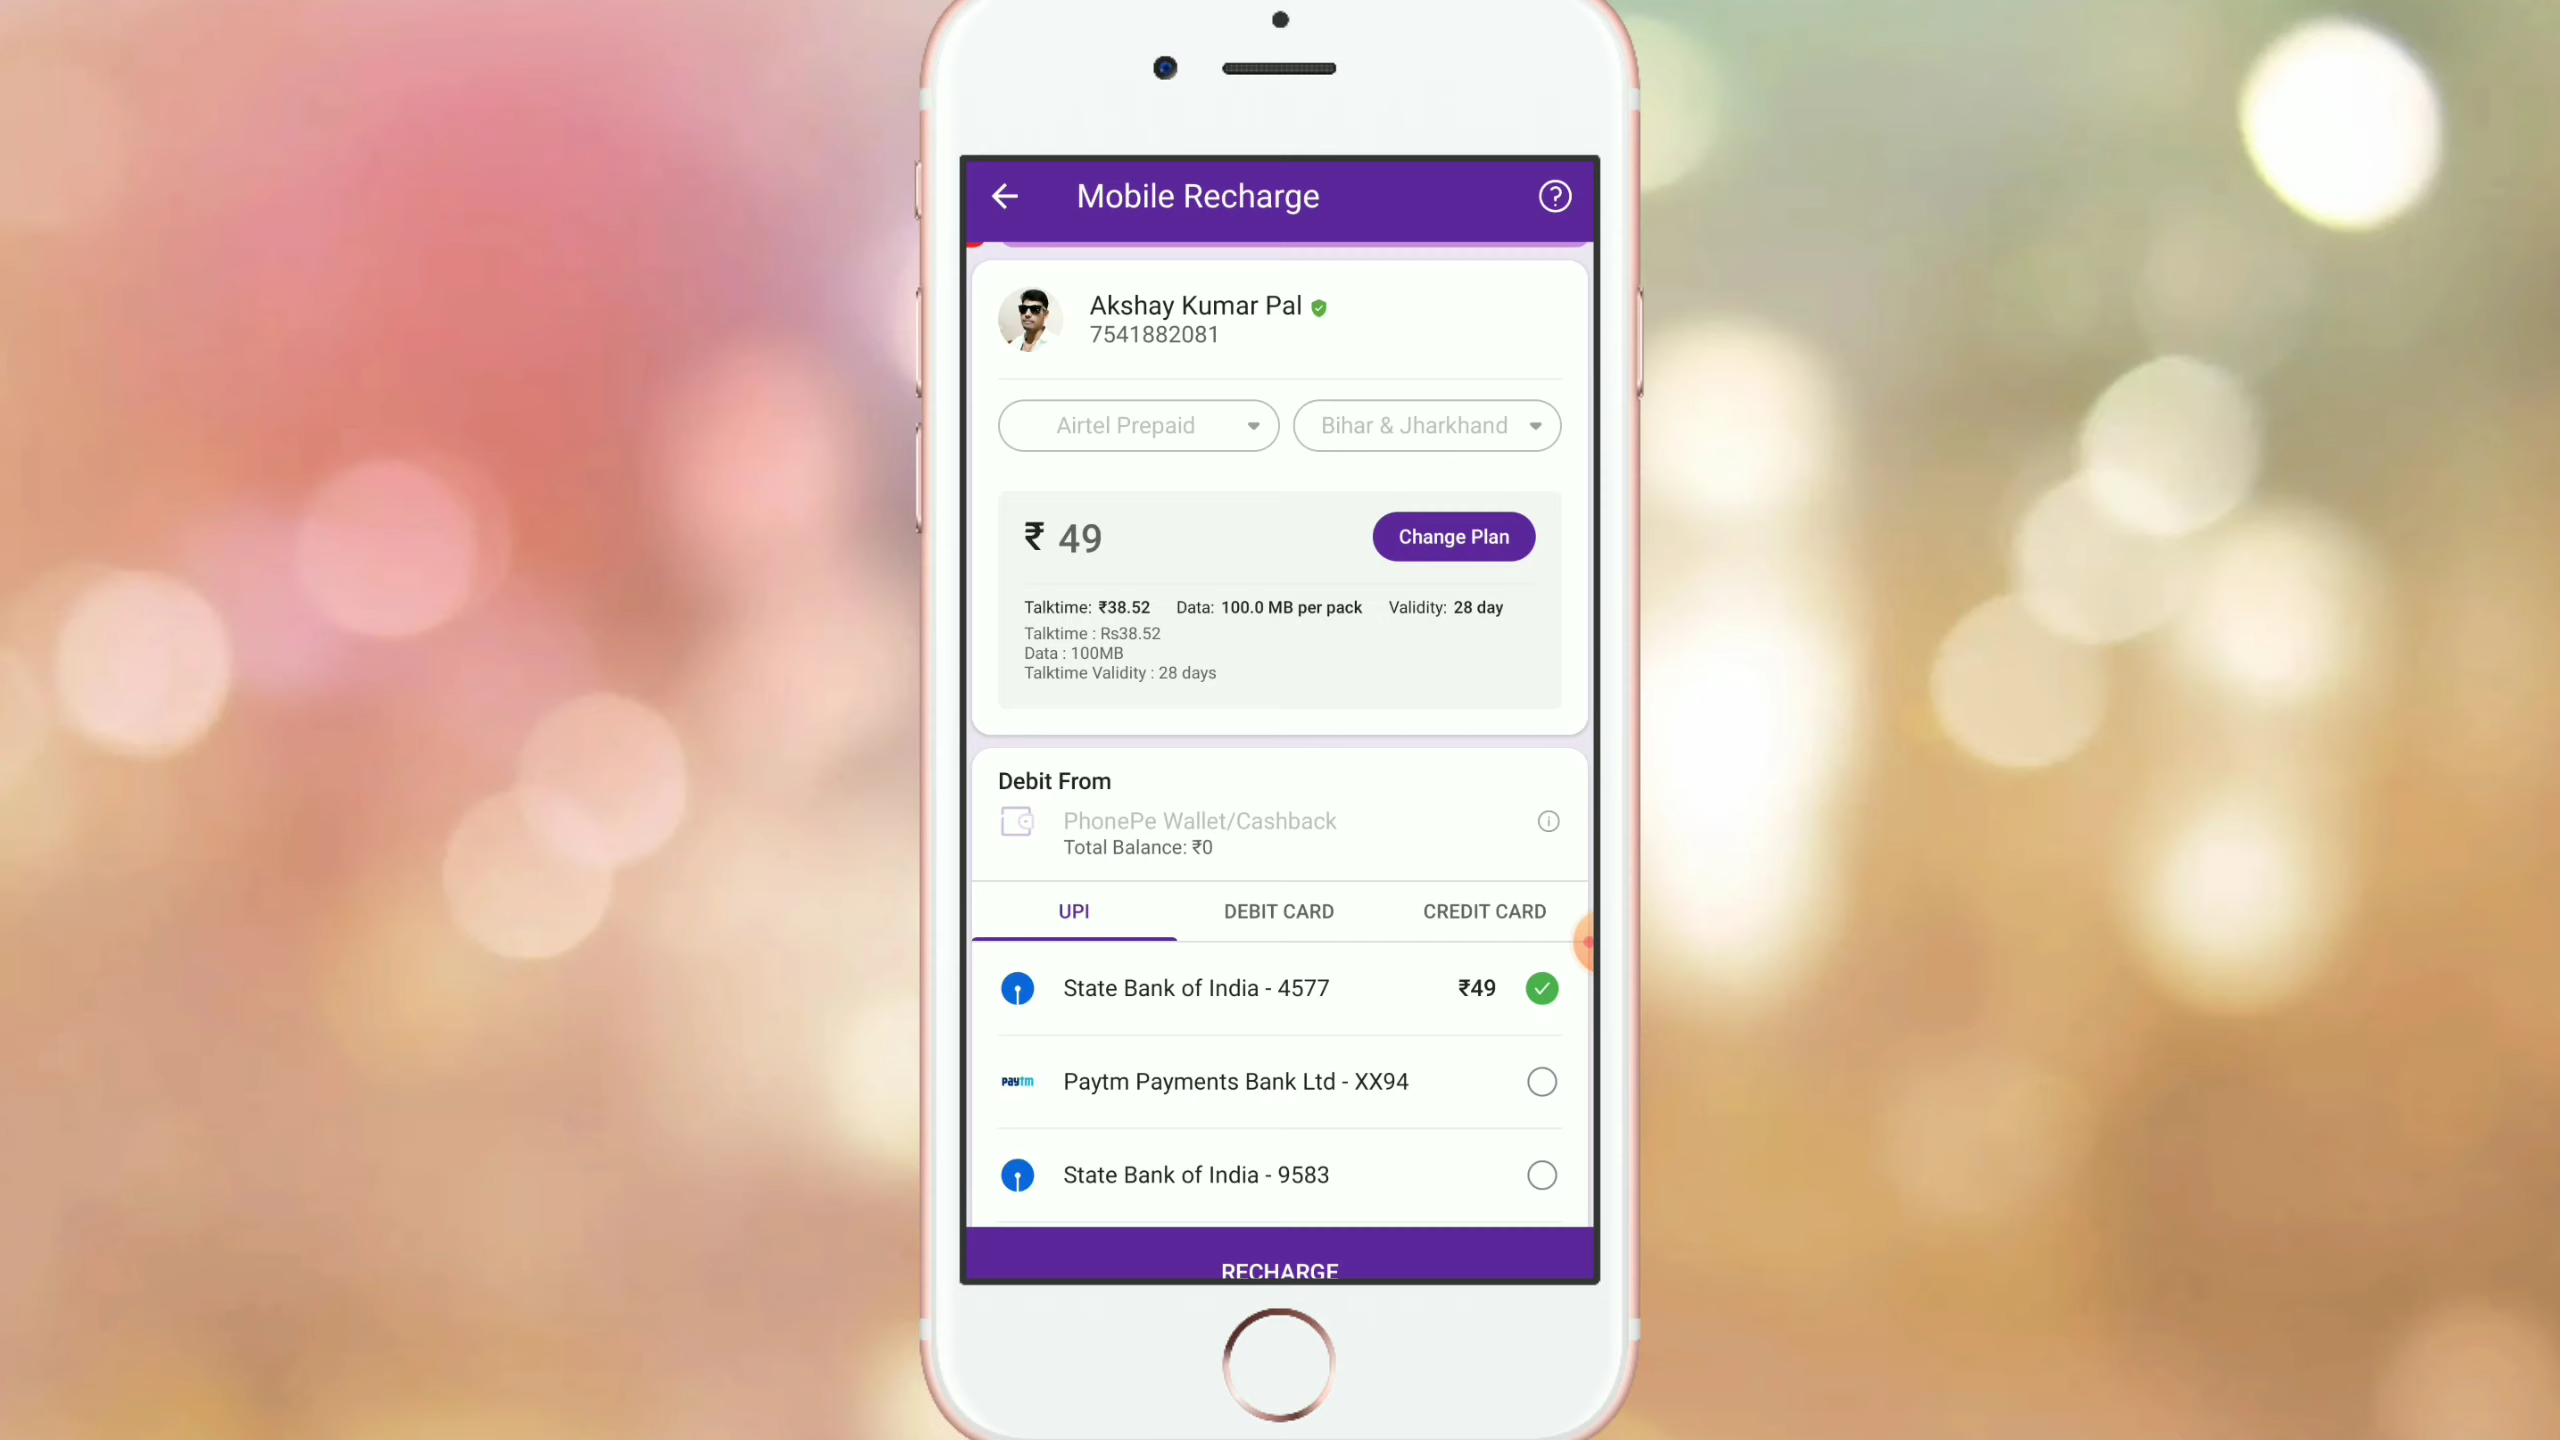 Mobile Recharge
Akshay Kumar Pal
7541882081
Airtel Prepaid
Bihar & Jharkhand
₹ 49
Change Plan
Talktime: ₹38.52 Data: 100.0 MB per pack Validity: 28 day
Talktime : Rs38.52
Data : 100MB
Talktime Validity : 28 days
Debit From
PhonePe Wallet/Cashback
Total Balance: ₹0
UPI DEBIT CARD CREDIT CARD
State Bank of India - 4577 ₹49
paytm Paytm Payments Bank Ltd - XX94
State Bank of India - 9583
RECHARGE